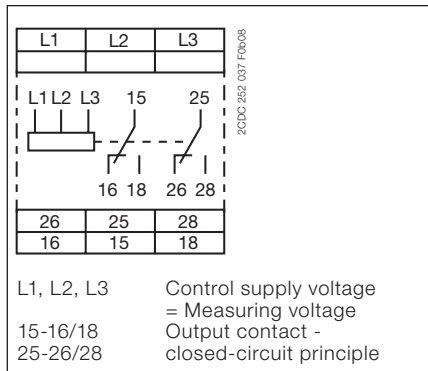 L1 L2 L3
L1 L2 L3 15 25
16 18 26 28
26 25 28
16 15 18
2CDC 252 037 F0b08
L1, L2, L3 Control supply voltage
= Measuring voltage
15-16/18 Output contact -
25-26/28 closed-circuit principle